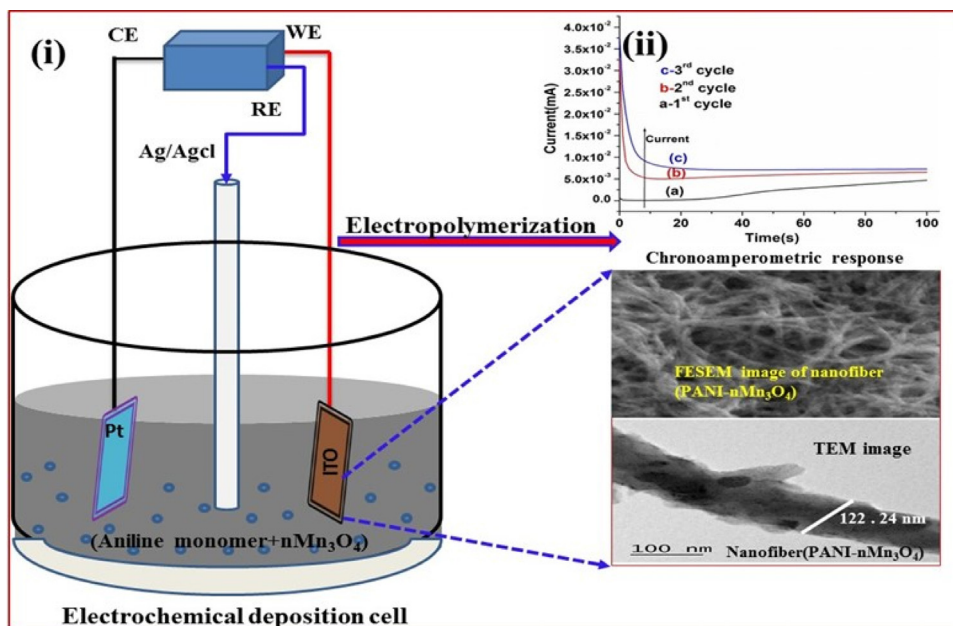 (i)
CE
WE
RE
Ag/Agcl
Electropolymerization
Pt
ITO
(Aniline monomer+nMn₃O₄)
Electrochemical deposition cell
(ii)
c-3ʳᵈ cycle
b-2ⁿᵈ cycle
a-1ˢᵗ cycle
Current
(c)
(b)
(a)
Current(mA)
3.5x10⁻²
3.0x10⁻²
2.5x10⁻²
2.0x10⁻²
1.5x10⁻²
1.0x10⁻²
5.0x10⁻³
0.0
0 20 40 60 80 100
Time(s)
Chronoamperometric response
FESEM image of nanofiber
(PANI-nMn₃O₄)
TEM image
122 . 24 nm
100 nm
Nanofiber(PANI-nMn₃O₄)